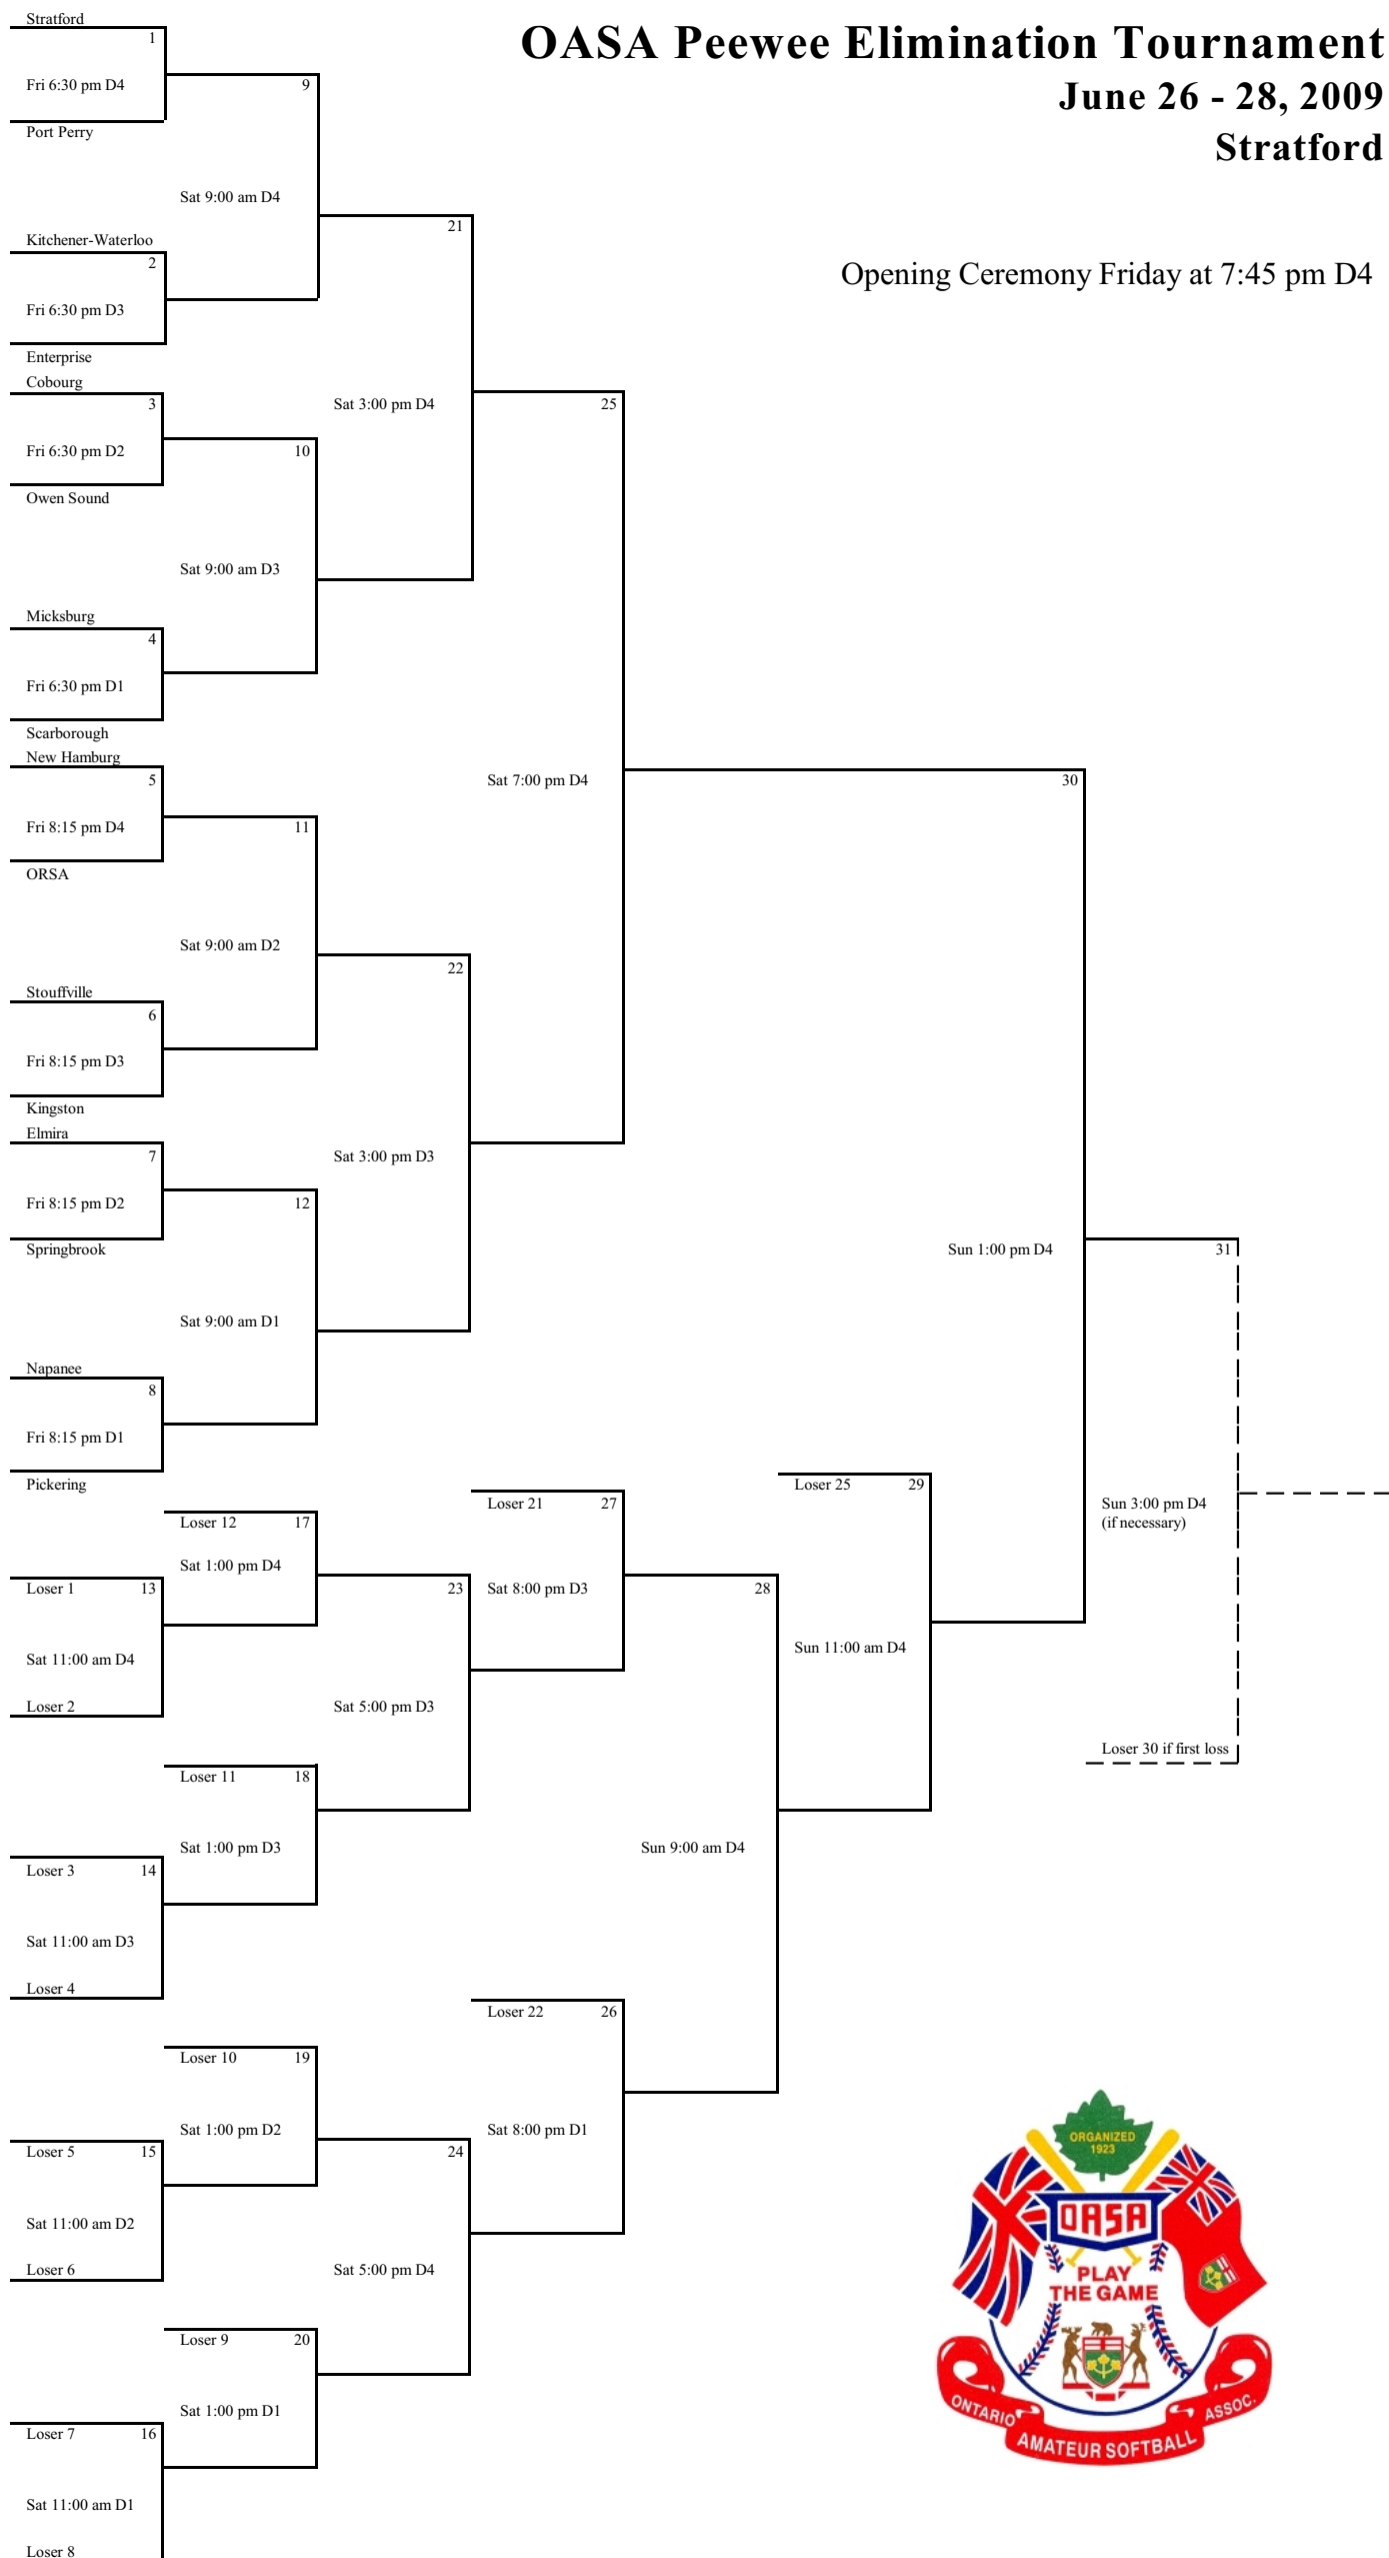 OASA Peewee Elimination Tournament
June 26 - 28, 2009
Stratford
Opening Ceremony Friday at 7:45 pm D4
Stratford
1
Fri 6:30 pm D4
9
Port Perry
Sat 9:00 am D4
21
Kitchener-Waterloo
2
Fri 6:30 pm D3
Enterprise
Cobourg
3
Sat 3:00 pm D4
25
Fri 6:30 pm D2
10
Owen Sound
Sat 9:00 am D3
Micksburg
4
Fri 6:30 pm D1
Scarborough
New Hamburg
5
Sat 7:00 pm D4
30
Fri 8:15 pm D4
11
ORSA
Sat 9:00 am D2
22
Stouffville
6
Fri 8:15 pm D3
Kingston
Elmira
7
Sat 3:00 pm D3
Fri 8:15 pm D2
12
Springbrook
Sun 1:00 pm D4
31
Sat 9:00 am D1
Napanee
8
Fri 8:15 pm D1
Pickering
Loser 25 29
Loser 21 27
Sun 3:00 pm D4
(if necessary)
Loser 12 17
Sat 1:00 pm D4
Loser 1 13
23
Sat 8:00 pm D3
28
Sun 11:00 am D4
Sat 11:00 am D4
Loser 2
Sat 5:00 pm D3
Loser 30 if first loss
Loser 11 18
Sat 1:00 pm D3
Sun 9:00 am D4
Loser 3 14
Sat 11:00 am D3
Loser 4
Loser 22 26
Loser 10 19
Sat 1:00 pm D2
Sat 8:00 pm D1
Loser 5 15
24
Sat 11:00 am D2
Loser 6
Sat 5:00 pm D4
Loser 9 20
Sat 1:00 pm D1
Loser 7 16
Sat 11:00 am D1
Loser 8
ORGANIZED
1923
OASA
PLAY
THE GAME
ONTARIO AMATEUR SOFTBALL ASSOC.